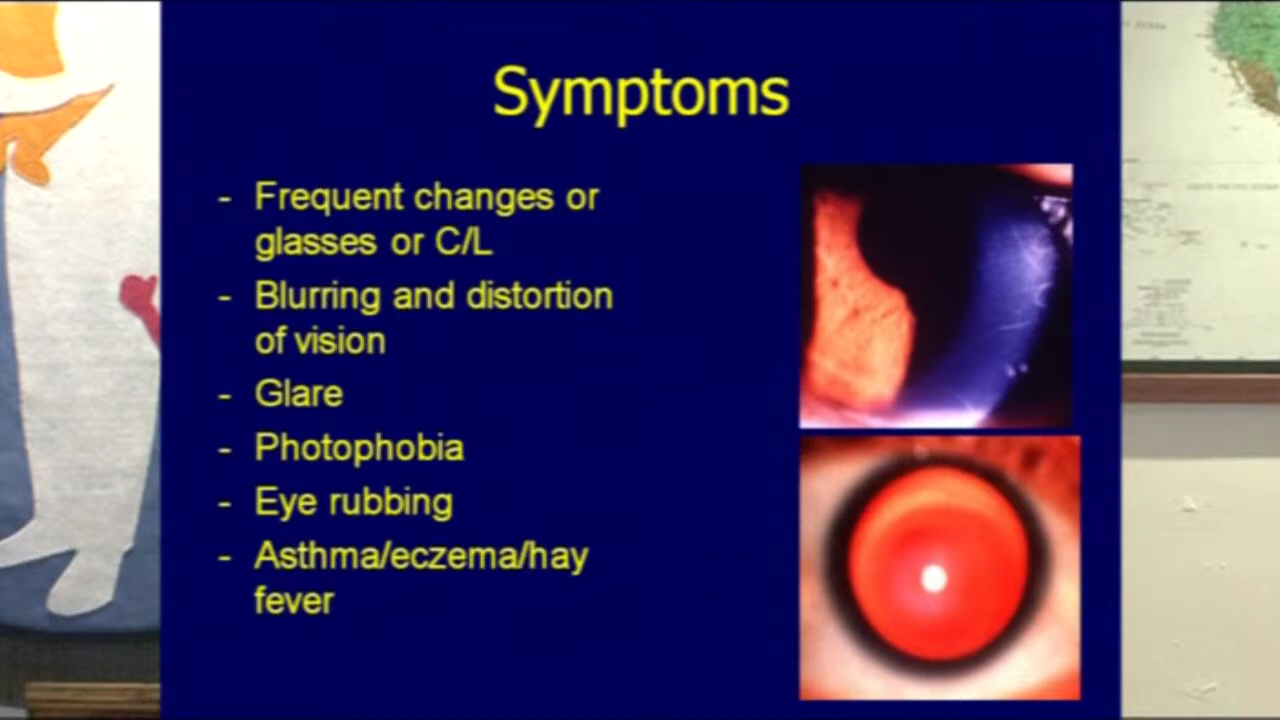 Symptoms
- Frequent changes or
glasses or C/L
- Blurring and distortion
of vision
- Glare
- Photophobia
- Eye rubbing
- Asthma/eczema/hay
fever